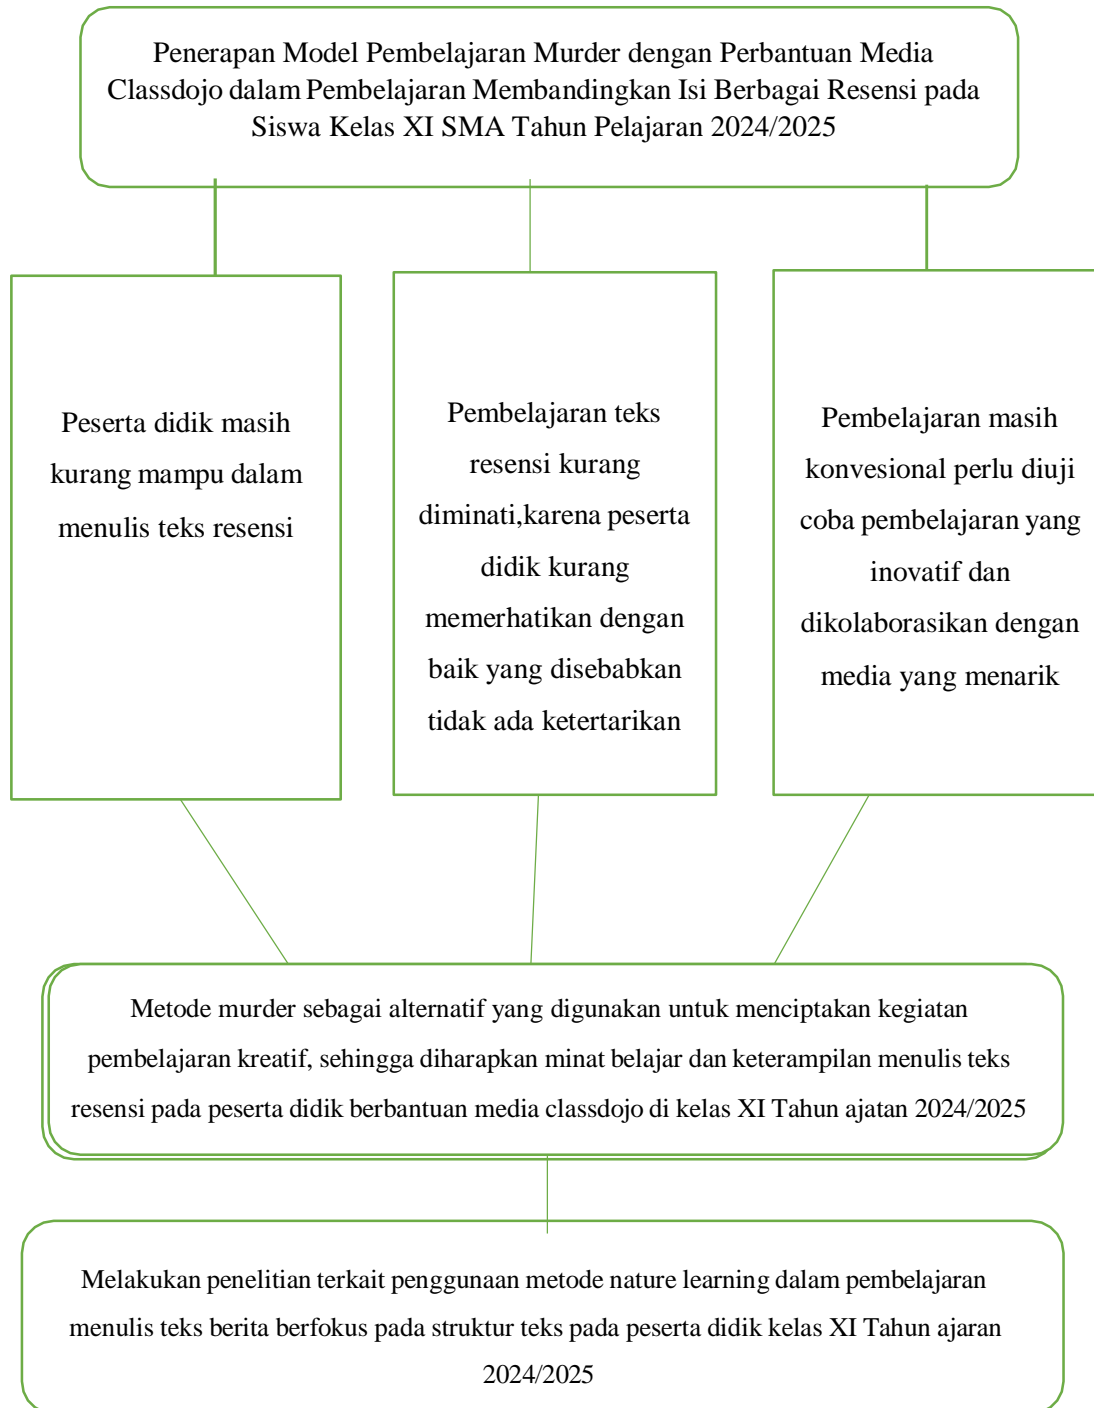 Penerapan Model Pembelajaran Murder dengan Perbantuan Media
Classdojo dalam Pembelajaran Membandingkan Isi Berbagai Resensi pada
Siswa Kelas XI SMA Tahun Pelajaran 2024/2025
Peserta didik masih
kurang mampu dalam
menulis teks resensi
Pembelajaran teks
resensi kurang
diminati,karena peserta
didik kurang
memerhatikan dengan
baik yang disebabkan
tidak ada ketertarikan
Pembelajaran masih
konvesional perlu diuji
coba pembelajaran yang
inovatif dan
dikolaborasikan dengan
media yang menarik
Metode murder sebagai alternatif yang digunakan untuk menciptakan kegiatan
pembelajaran kreatif, sehingga diharapkan minat belajar dan keterampilan menulis teks
resensi pada peserta didik berbantuan media classdojo di kelas XI Tahun ajatan 2024/2025
Melakukan penelitian terkait penggunaan metode nature learning dalam pembelajaran
menulis teks berita berfokus pada struktur teks pada peserta didik kelas XI Tahun ajaran
2024/2025